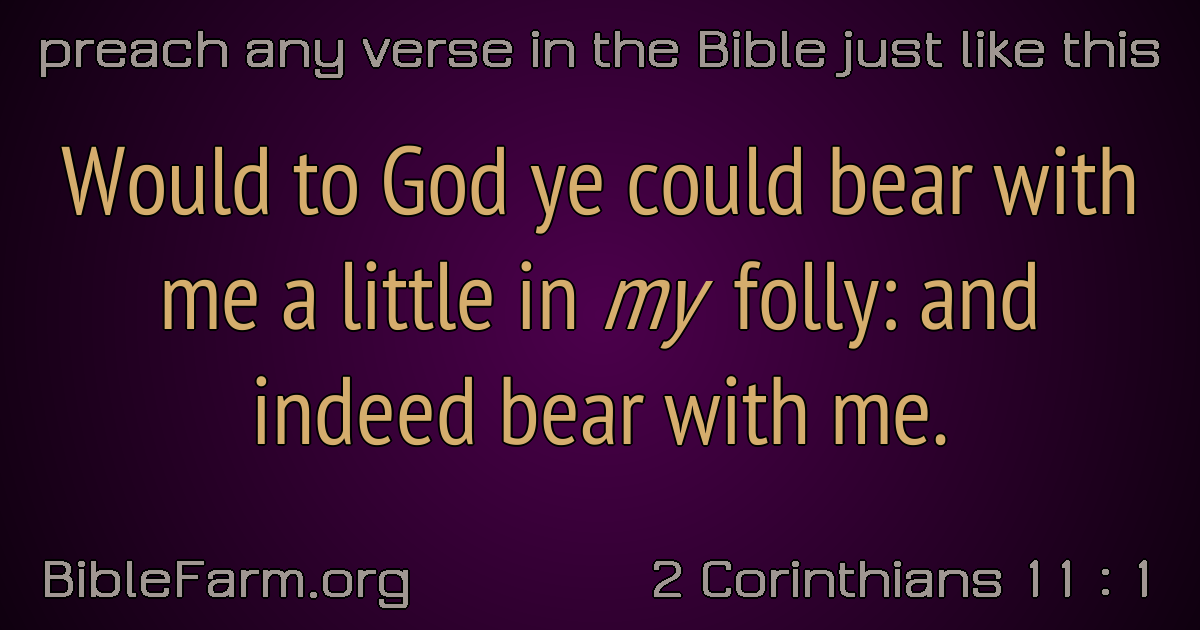 preach any verse in the Bible just like this
Would to God ye could bear with
me a little in my folly: and
indeed bear with me.
BibleFarm.org
2 Corinthians 11 : 1